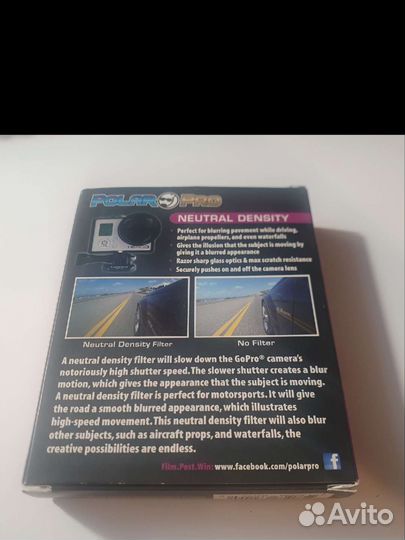 POLAR PRO
NEUTRAL DENSITY
· Perfect for blurring pavement while driving,
airplane propellers, and even waterfalls
· Gives the illusion that the subject is moving by
giving it a blurred appearance
· Razor sharp glass optics & max scratch resistance
· Securely pushes on and off the camera lens
Neutral Density Filter
No Filter
A neutral density filter will slow down the GoPro® camera's
notoriously high shutter speed. The slower shutter creates a blur
motion, which gives the appearance that the subject is moving.
A neutral density filter is perfect for motorsports. It will give
the road a smooth blurred appearance, which illustrates
high-speed movement. This neutral density filter will also blur
other subjects, such as aircraft props, and waterfalls, the
creative possibilities are endless.
Film.Post.Win: www.facebook.com/polarpro f
Avito